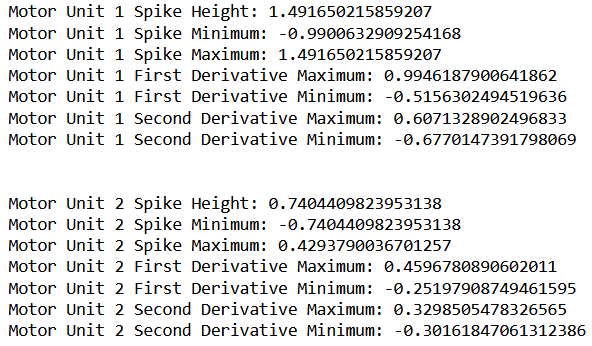 Motor Unit 1 Spike Height: 1.491650215859207
Motor Unit 1 Spike Minimum: -0.9900632909254168
Motor Unit 1 Spike Maximum: 1.491650215859207
Motor Unit 1 First Derivative Maximum: 0.9946187900641862
Motor Unit 1 First Derivative Minimum: -0.5156302494519636
Motor Unit 1 Second Derivative Maximum: 0.6071328902496833
Motor Unit 1 Second Derivative Minimum: -0.6770147391798069
Motor Unit 2 Spike Height: 0.7404409823953138
Motor Unit 2 Spike Minimum: -0.7404409823953138
Motor Unit 2 Spike Maximum: 0.4293790036701257
Motor Unit 2 First Derivative Maximum: 0.4596780890602011
Motor Unit 2 First Derivative Minimum: -0.25197908749461595
Motor Unit 2 Second Derivative Maximum: 0.3298505478326565
Motor Unit 2 Second Derivative Minimum: -0.30161847061312386